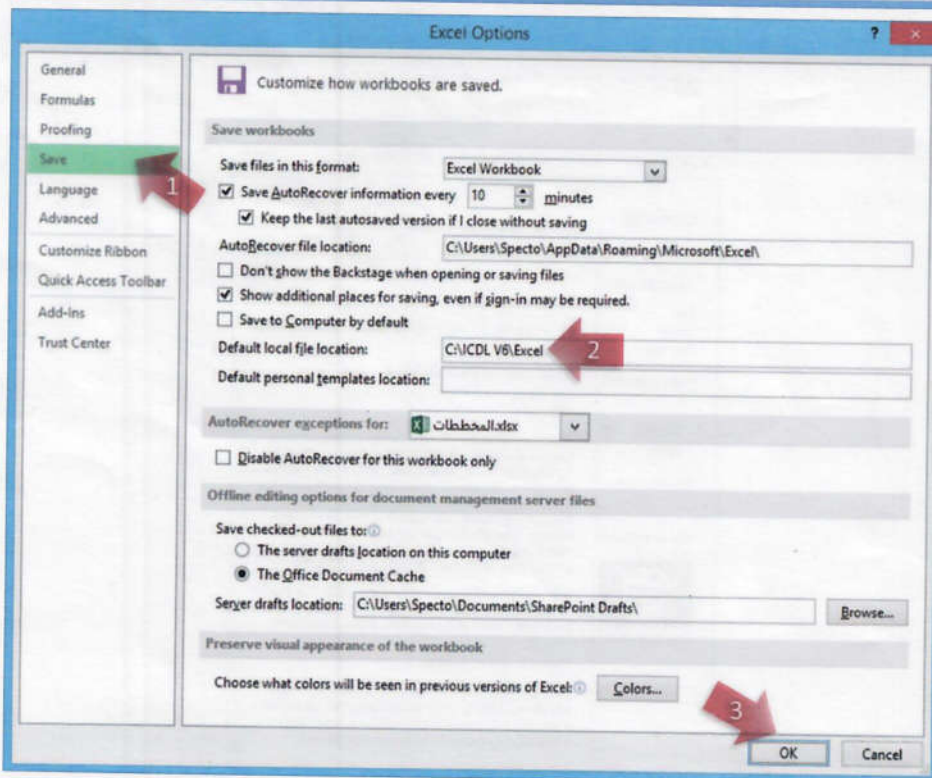 Excel Options
?
General
Formulas
Proofing
Save
Language
Advanced
Customize Ribbon
Quick Access Toolbar
Add-Ins
Trust Center
1
Customize how workbooks are saved.
Save workbooks
Save files in this format: Excel Workbook
Save AutoRecover information every 10 minutes
Keep the last autosaved version if I close without saving
AutoRecover file location: C:\Users\Specto\AppData\Roaming\Microsoft\Excel\
Don't show the Backstage when opening or saving files
Show additional places for saving, even if sign-in may be required.
Save to Computer by default
Default local file location: C:\ICDL V6\Excel 2
Default personal templates location:
AutoRecover exceptions for: المخططات.xlsx
Disable AutoRecover for this workbook only
Offline editing options for document management server files
Save checked-out files to:
The server drafts location on this computer
The Office Document Cache
Server drafts location: C:\Users\Specto\Documents\SharePoint Drafts\ Browse...
Preserve visual appearance of the workbook
Choose what colors will be seen in previous versions of Excel: Colors...
3
OK Cancel